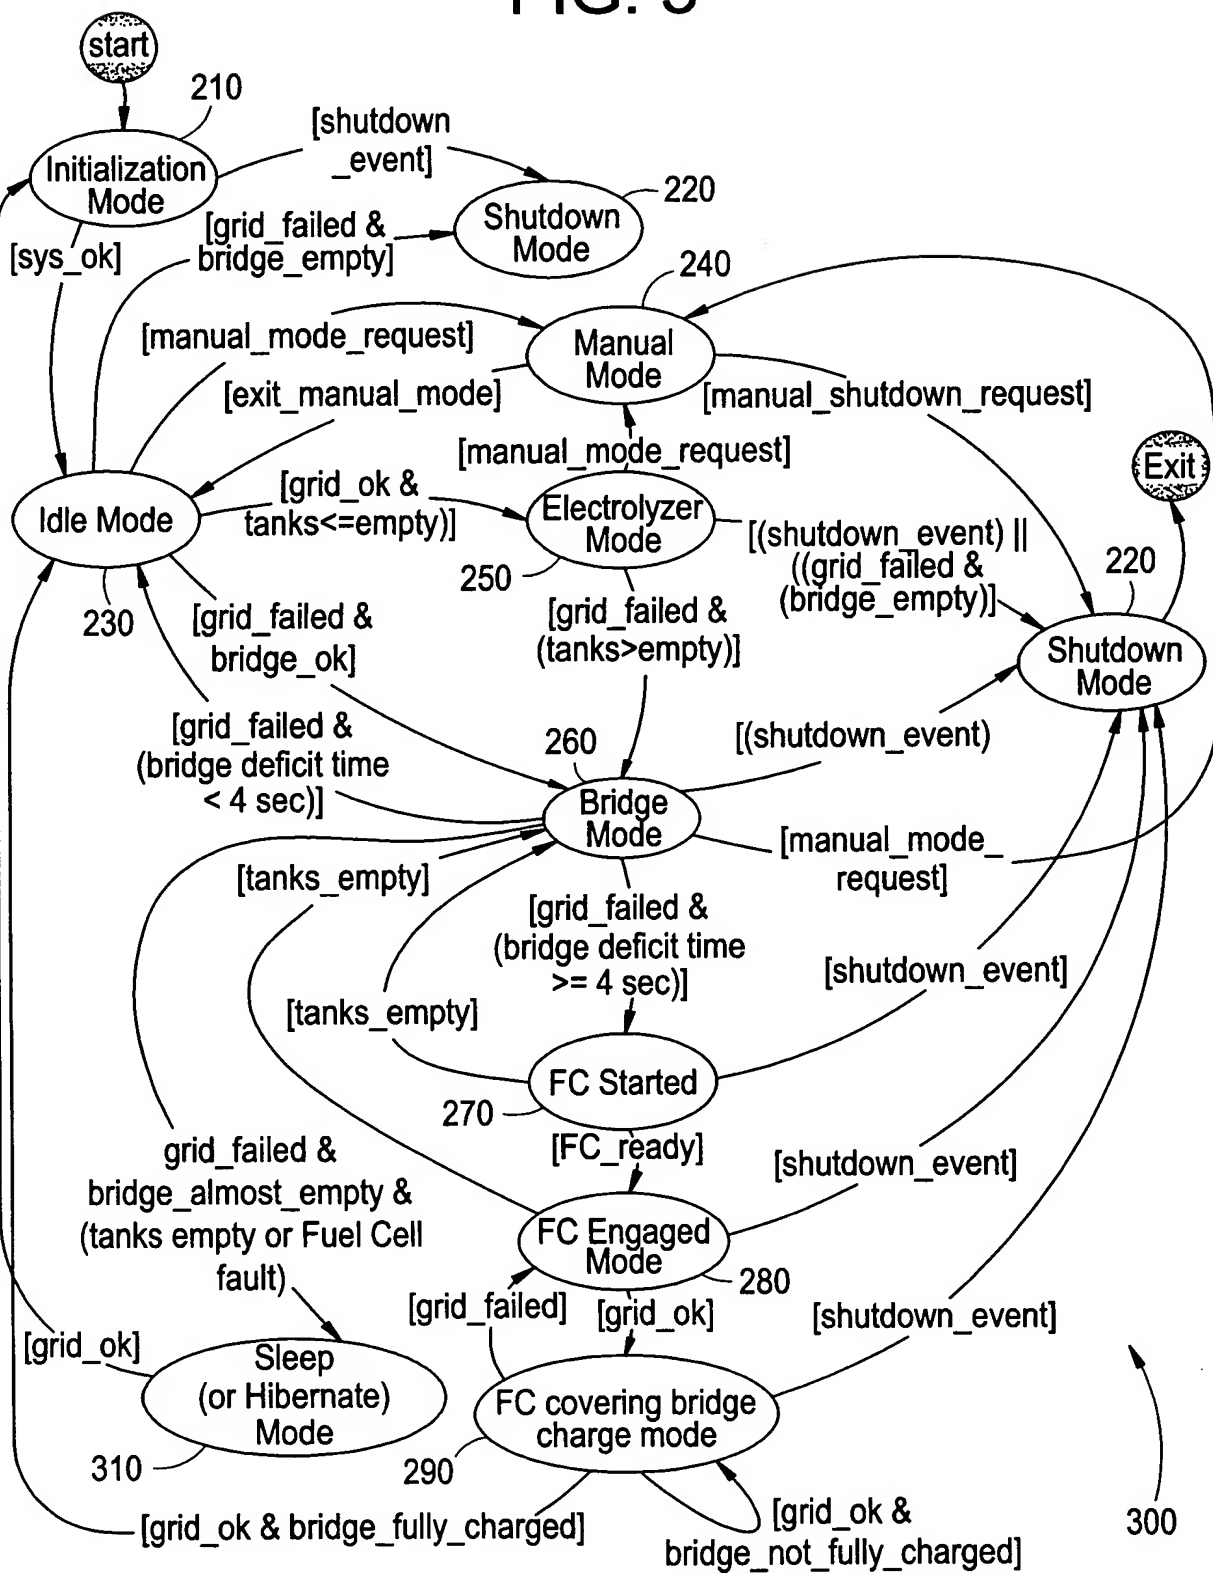 start
210
Initialization
Mode
[shutdown
_event]
220
Shutdown
Mode
[grid_failed &
bridge_empty]
[sys_ok]
240
Manual
Mode
[manual_mode_request]
[exit_manual_mode]
[manual_shutdown_request]
[manual_mode_request]
Exit
Idle Mode
230
[grid_ok &
tanks<=empty)]
Electrolyzer
Mode
250
[(shutdown_event) ||
((grid_failed &
(bridge_empty)]
220
Shutdown
Mode
[grid_failed &
bridge_ok]
[grid_failed &
(tanks>empty)]
[grid_failed &
(bridge deficit time
< 4 sec)]
260
Bridge
Mode
[(shutdown_event)
[manual_mode_
request]
[tanks_empty]
[grid_failed &
(bridge deficit time
>= 4 sec)]
[shutdown_event]
[tanks_empty]
FC Started
270
[FC_ready]
[shutdown_event]
grid_failed &
bridge_almost_empty &
(tanks empty or Fuel Cell
fault)
FC Engaged
Mode
280
[grid_failed]
[grid_ok]
[shutdown_event]
[grid_ok]
Sleep
(or Hibernate)
Mode
310
FC covering bridge
charge mode
290
[grid_ok & bridge_fully_charged]
[grid_ok &
bridge_not_fully_charged]
300